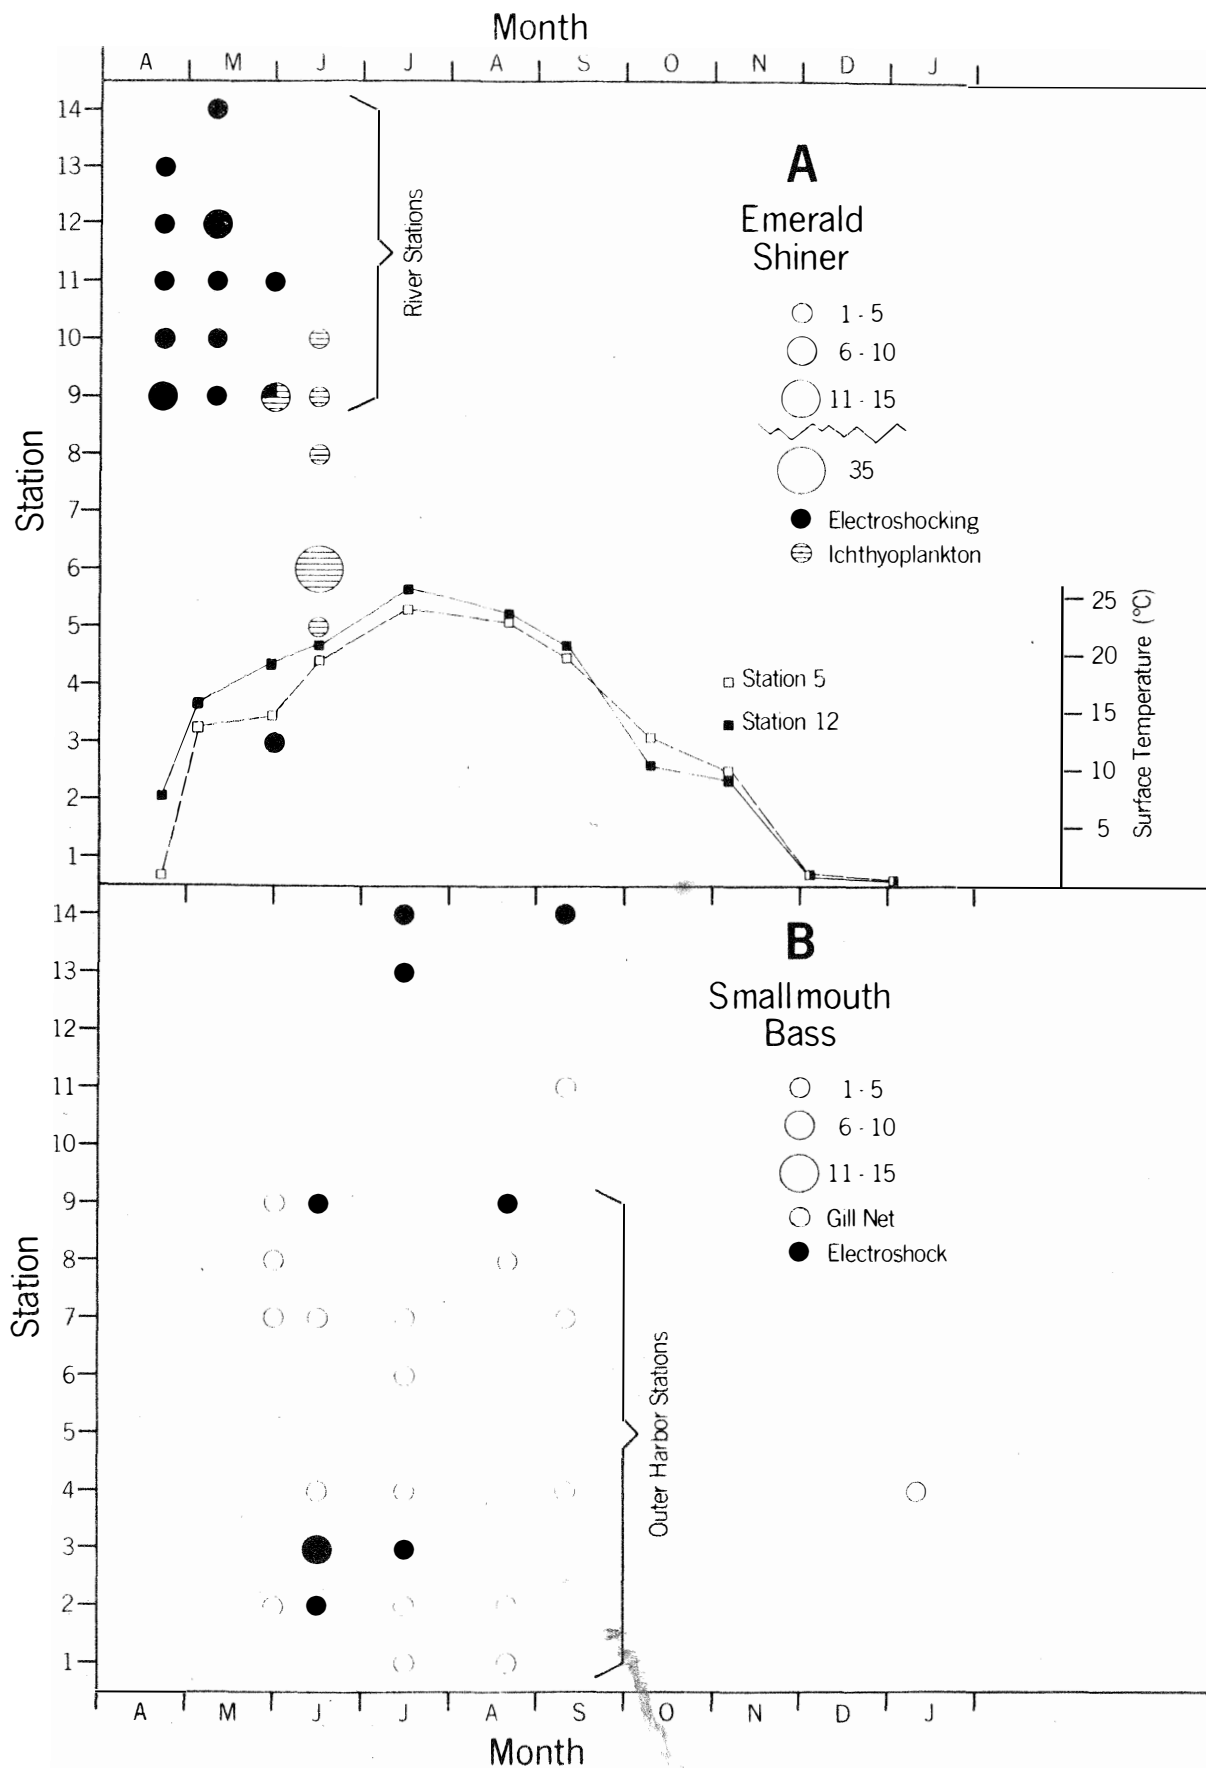 Month
A M J J A S O N D J
14
13
12
11
10
9
8
7
6
5
4
3
2
1
Station
River Stations
A
Emerald
Shiner
1 - 5
6 - 10
11 - 15
35
Electroshocking
Ichthyoplankton
Station 5
Station 12
25
20
15
10
5
Surface Temperature (°C)
14
13
12
11
10
9
8
7
6
5
4
3
2
1
Station
B
Smallmouth
Bass
1 - 5
6 - 10
11 - 15
Gill Net
Electroshock
Outer Harbor Stations
A M J J A S O N D J
Month